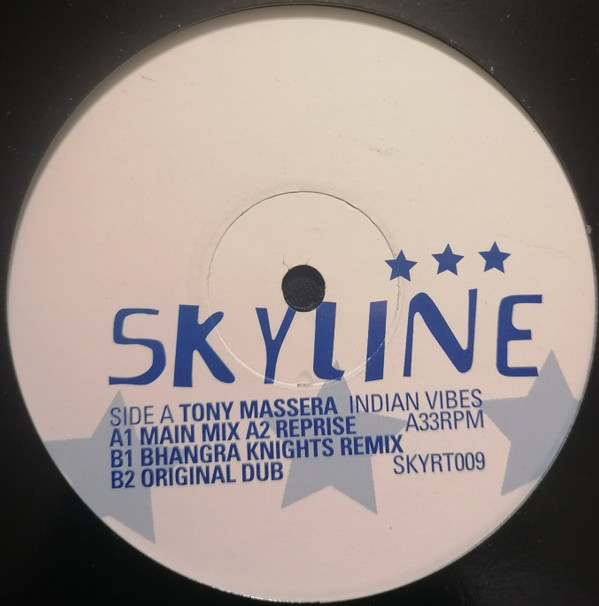 SKYLINE
SIDE A TONY MASSERA INDIAN VIBES
A1 MAIN MIX A2 REPRISE A33RPM
B1 BHANGRA KNIGHTS REMIX
B2 ORIGINAL DUB SKYRT009